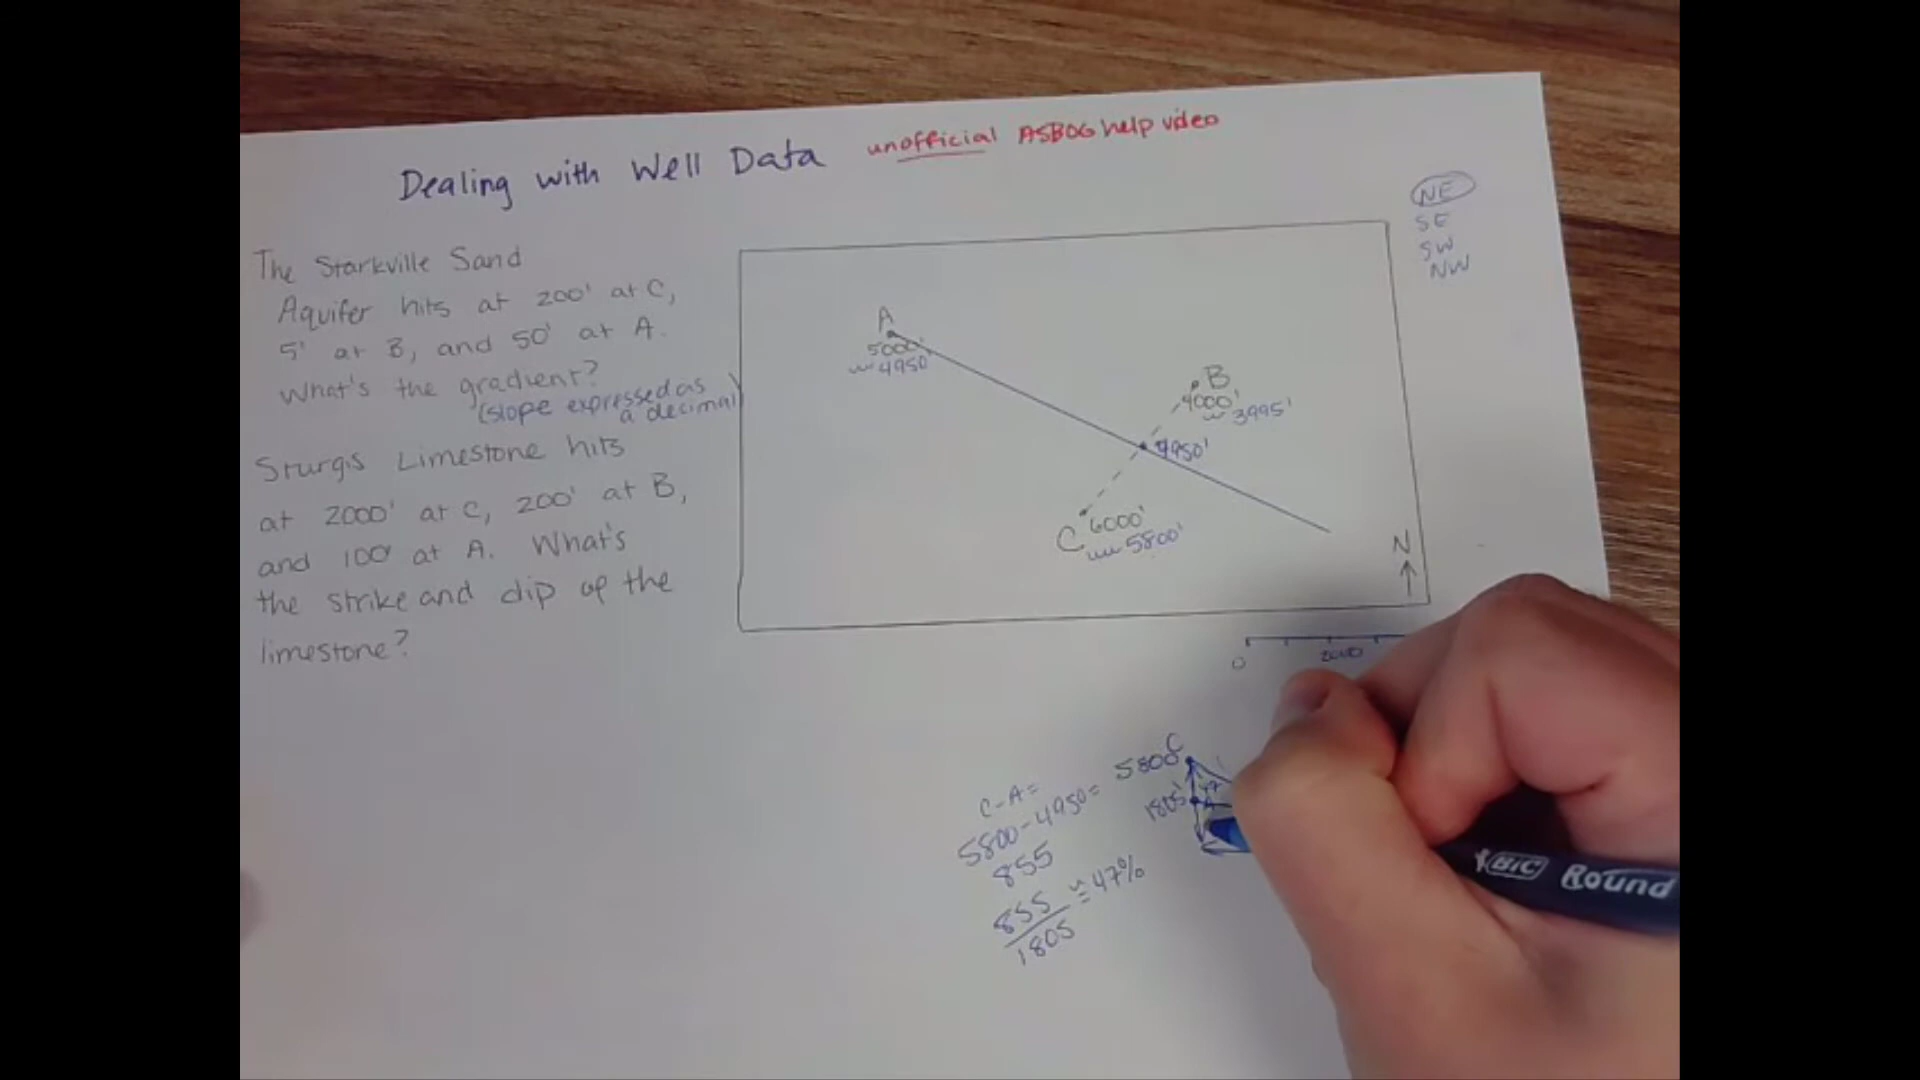 Dealing with Well Data unofficial ASBOG help video
The Starkville Sand
Aquifer hits at 200' at C,
5' at B, and 50' at A.
What's the gradient?
(slope expressed as
a decimal)
Sturgis Limestone hits
at 2000' at C, 200' at B,
and 100' at A. What's
the strike and dip of the
limestone?
NE
SE
SW
NW
A
5000'
4950
B
4000'
3995'
4950'
C 6000'
5800'
N
0 2000
C
5800
C-A=
5800-4950=
855
1805'
855
1805
≈47%
BIC Round